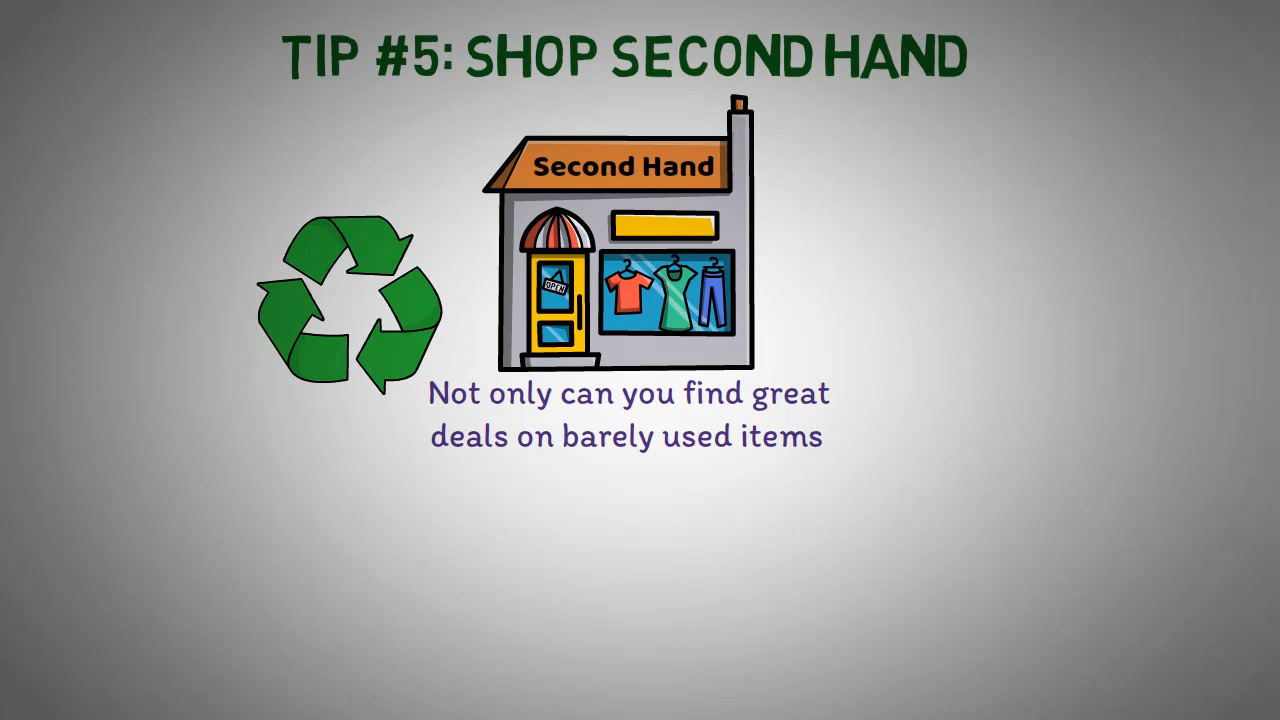 TIP #5: SHOP SECOND HAND
Second Hand
OPEN
Not only can you find great
deals on barely used items